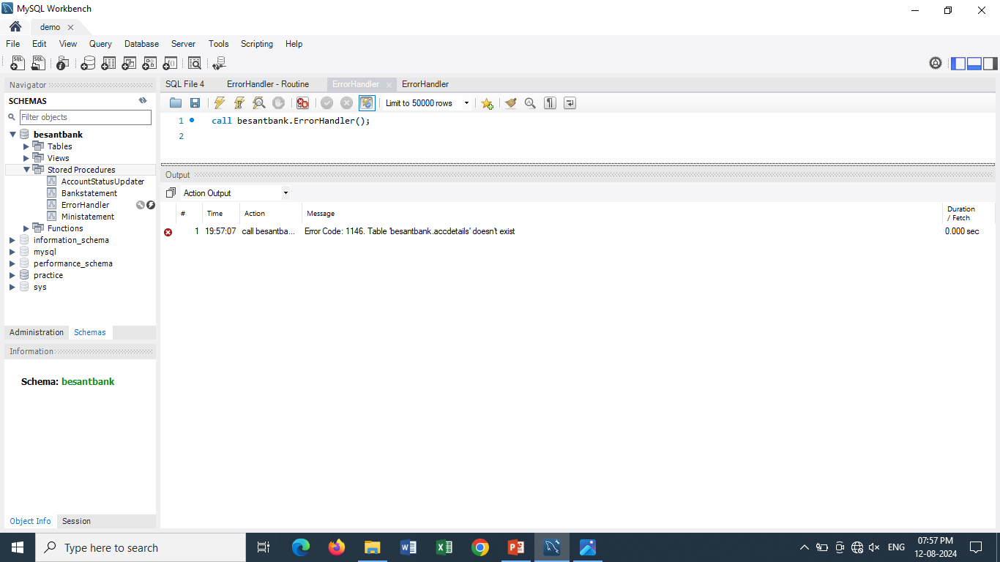 MySQL Workbench
demo
File Edit View Query Database Server Tools Scripting Help
Navigator
SCHEMAS
Filter objects
besantbank
Tables
Views
Stored Procedures
AccountStatusUpdater
Bankstatement
ErrorHandler
Ministatement
Functions
information_schema
mysql
performance_schema
practice
sys
Administration Schemas
Information
Schema: besantbank
Object Info Session
SQL File 4 ErrorHandler - Routine ErrorHandler ErrorHandler
Limit to 50000 rows
1 call besantbank.ErrorHandler();
2
Output
Action Output
# Time Action Message Duration / Fetch
1 19:57:07 call besantba... Error Code: 1146. Table 'besantbank.accdetails' doesn't exist 0.000 sec
Type here to search
ENG
07:57 PM
12-08-2024